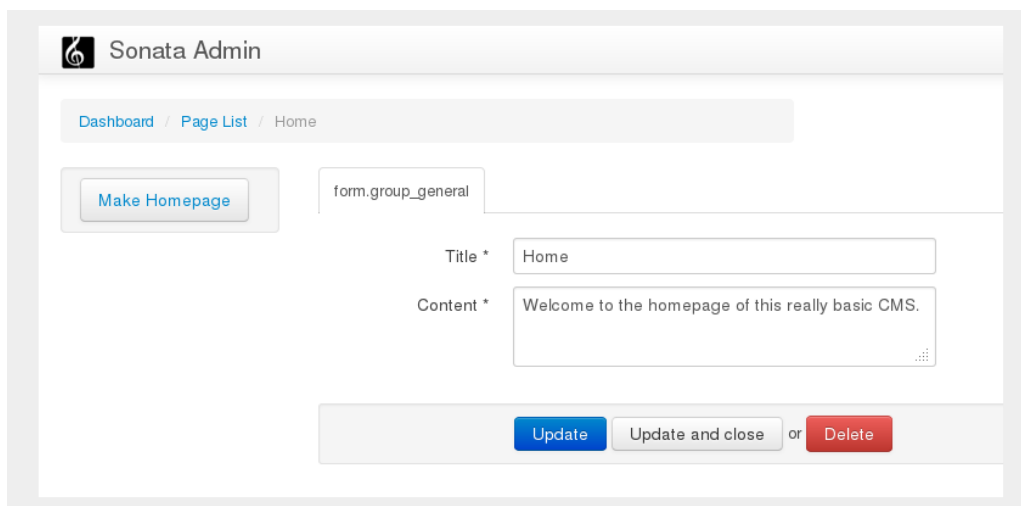 Sonata Admin
Dashboard / Page List / Home
Make Homepage
form.group_general
Title * Home
Content * Welcome to the homepage of this really basic CMS.
Update Update and close or Delete